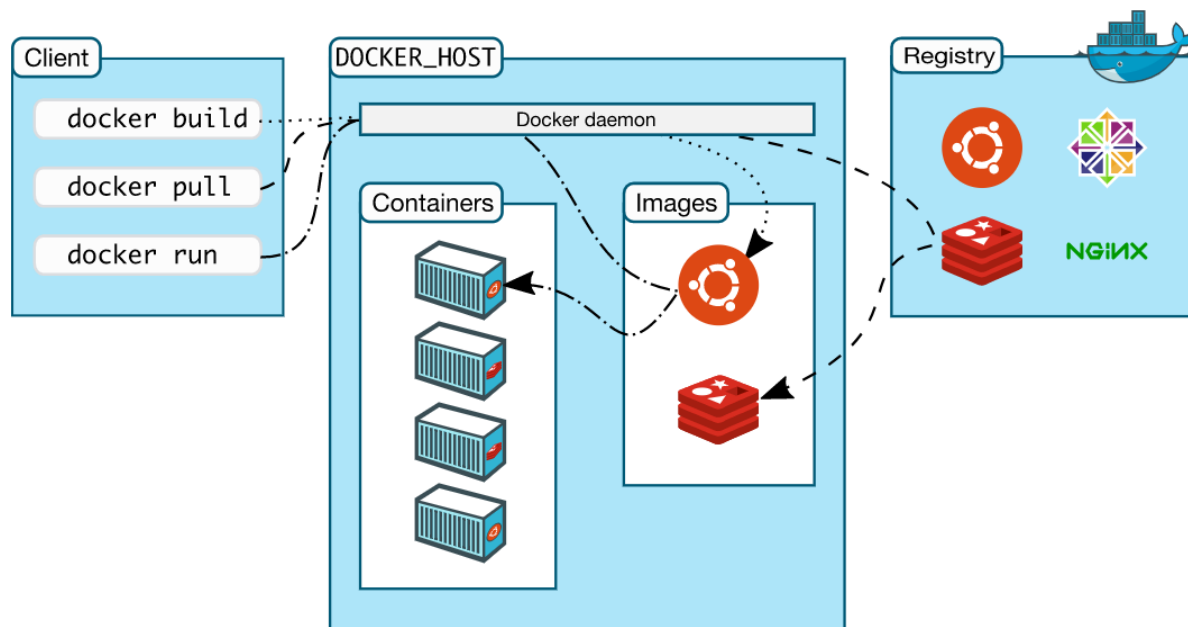 Client
docker build
docker pull
docker run
DOCKER_HOST
Docker daemon
Containers
Images
Registry
NGiNX